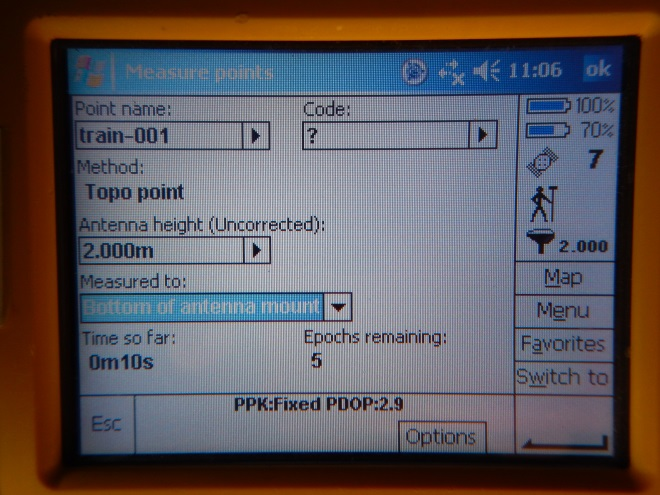 Measure points 11:06 ok
Point name: Code: 100%
train-001 ? 70%
Method: 7
Topo point
Antenna height (Uncorrected):
2.000m 2.000
Measured to: Map
Bottom of antenna mount Menu
Time so far: Epochs remaining: Favorites
0m10s 5 Switch to
PPK:Fixed PDOP:2.9
Esc Options